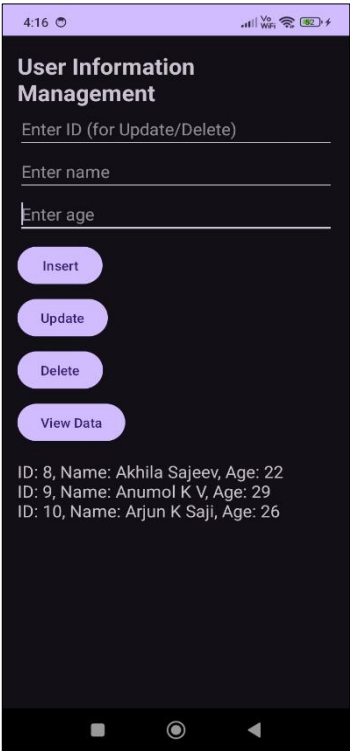 4:16
Vo
WiFi
User Information
Management
Enter ID (for Update/Delete)
Enter name
Enter age
Insert
Update
Delete
View Data
ID: 8, Name: Akhila Sajeev, Age: 22
ID: 9, Name: Anumol K V, Age: 29
ID: 10, Name: Arjun K Saji, Age: 26